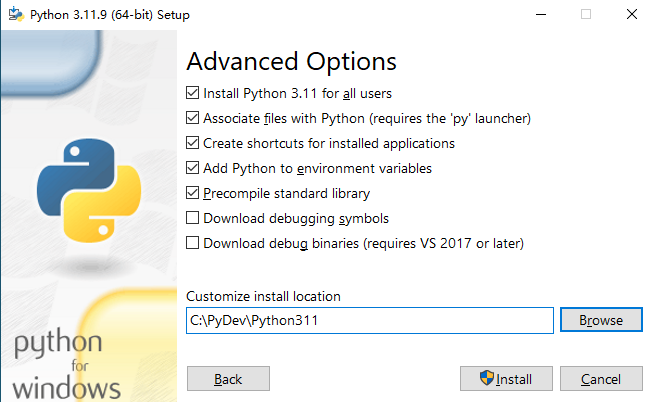 Python 3.11.9 (64-bit) Setup
Advanced Options
Install Python 3.11 for all users
Associate files with Python (requires the 'py' launcher)
Create shortcuts for installed applications
Add Python to environment variables
Precompile standard library
Download debugging symbols
Download debug binaries (requires VS 2017 or later)
Customize install location
C:\PyDev\Python311
Browse
python
for
windows
Back
Install
Cancel